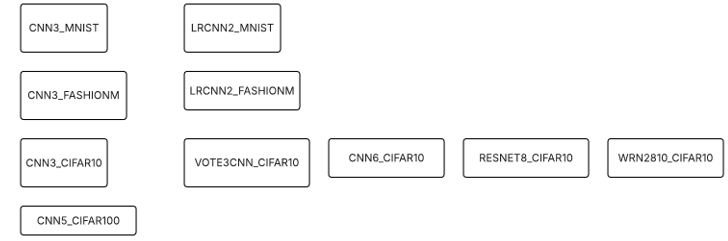 CNN3_MNIST
LRCNN2_MNIST
CNN3_FASHIONM
LRCNN2_FASHIONM
CNN3_CIFAR10
VOTE3CNN_CIFAR10
CNN6_CIFAR10
RESNET8_CIFAR10
WRN2810_CIFAR10
CNN5_CIFAR100